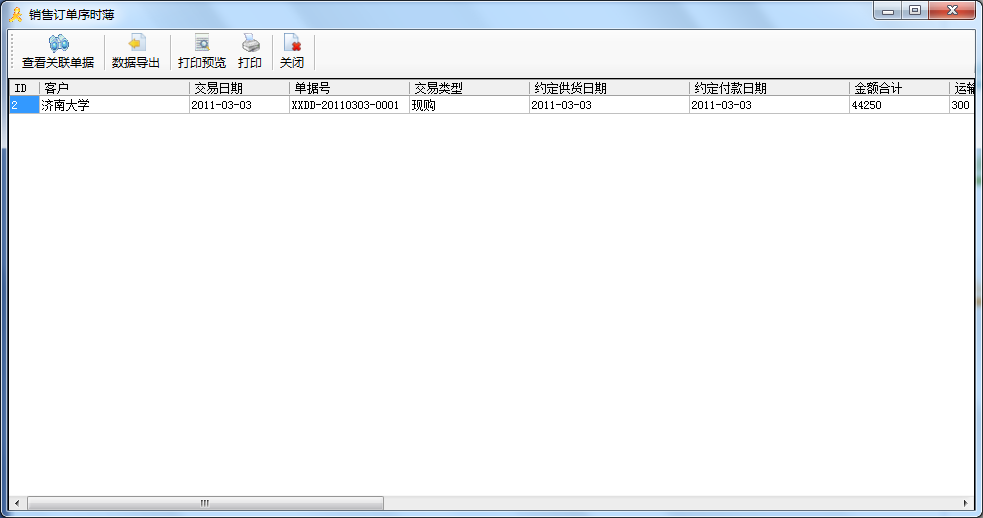 销售订单序时薄
查看关联单据 数据导出 打印预览 打印 关闭
ID 客户 交易日期 单据号 交易类型 约定供货日期 约定付款日期 金额合计 运输
2 济南大学 2011-03-03 XXDD-20110303-0001 现购 2011-03-03 2011-03-03 44250 300